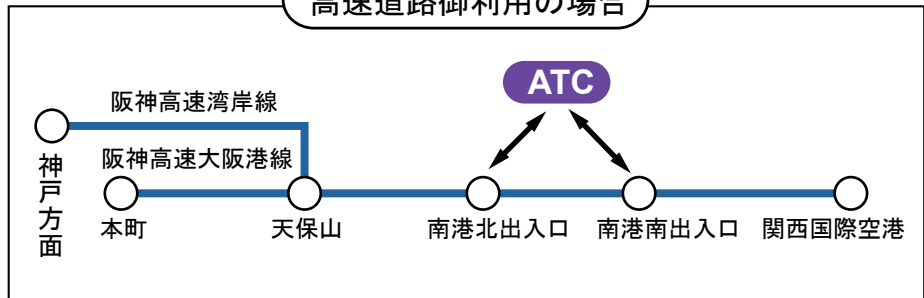 高速道路御利用の場合
ATC
阪神高速湾岸線
神戸方面
阪神高速大阪港線
本町
天保山
南港北出入口
南港南出入口
関西国際空港